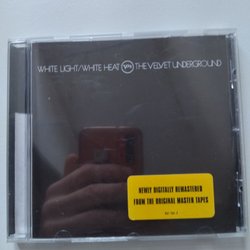 WHITE LIGHT/WHITE HEAT Verve THE VELVET UNDERGROUND
NEWLY DIGITALLY REMASTERED
FROM THE ORIGINAL MASTER TAPES